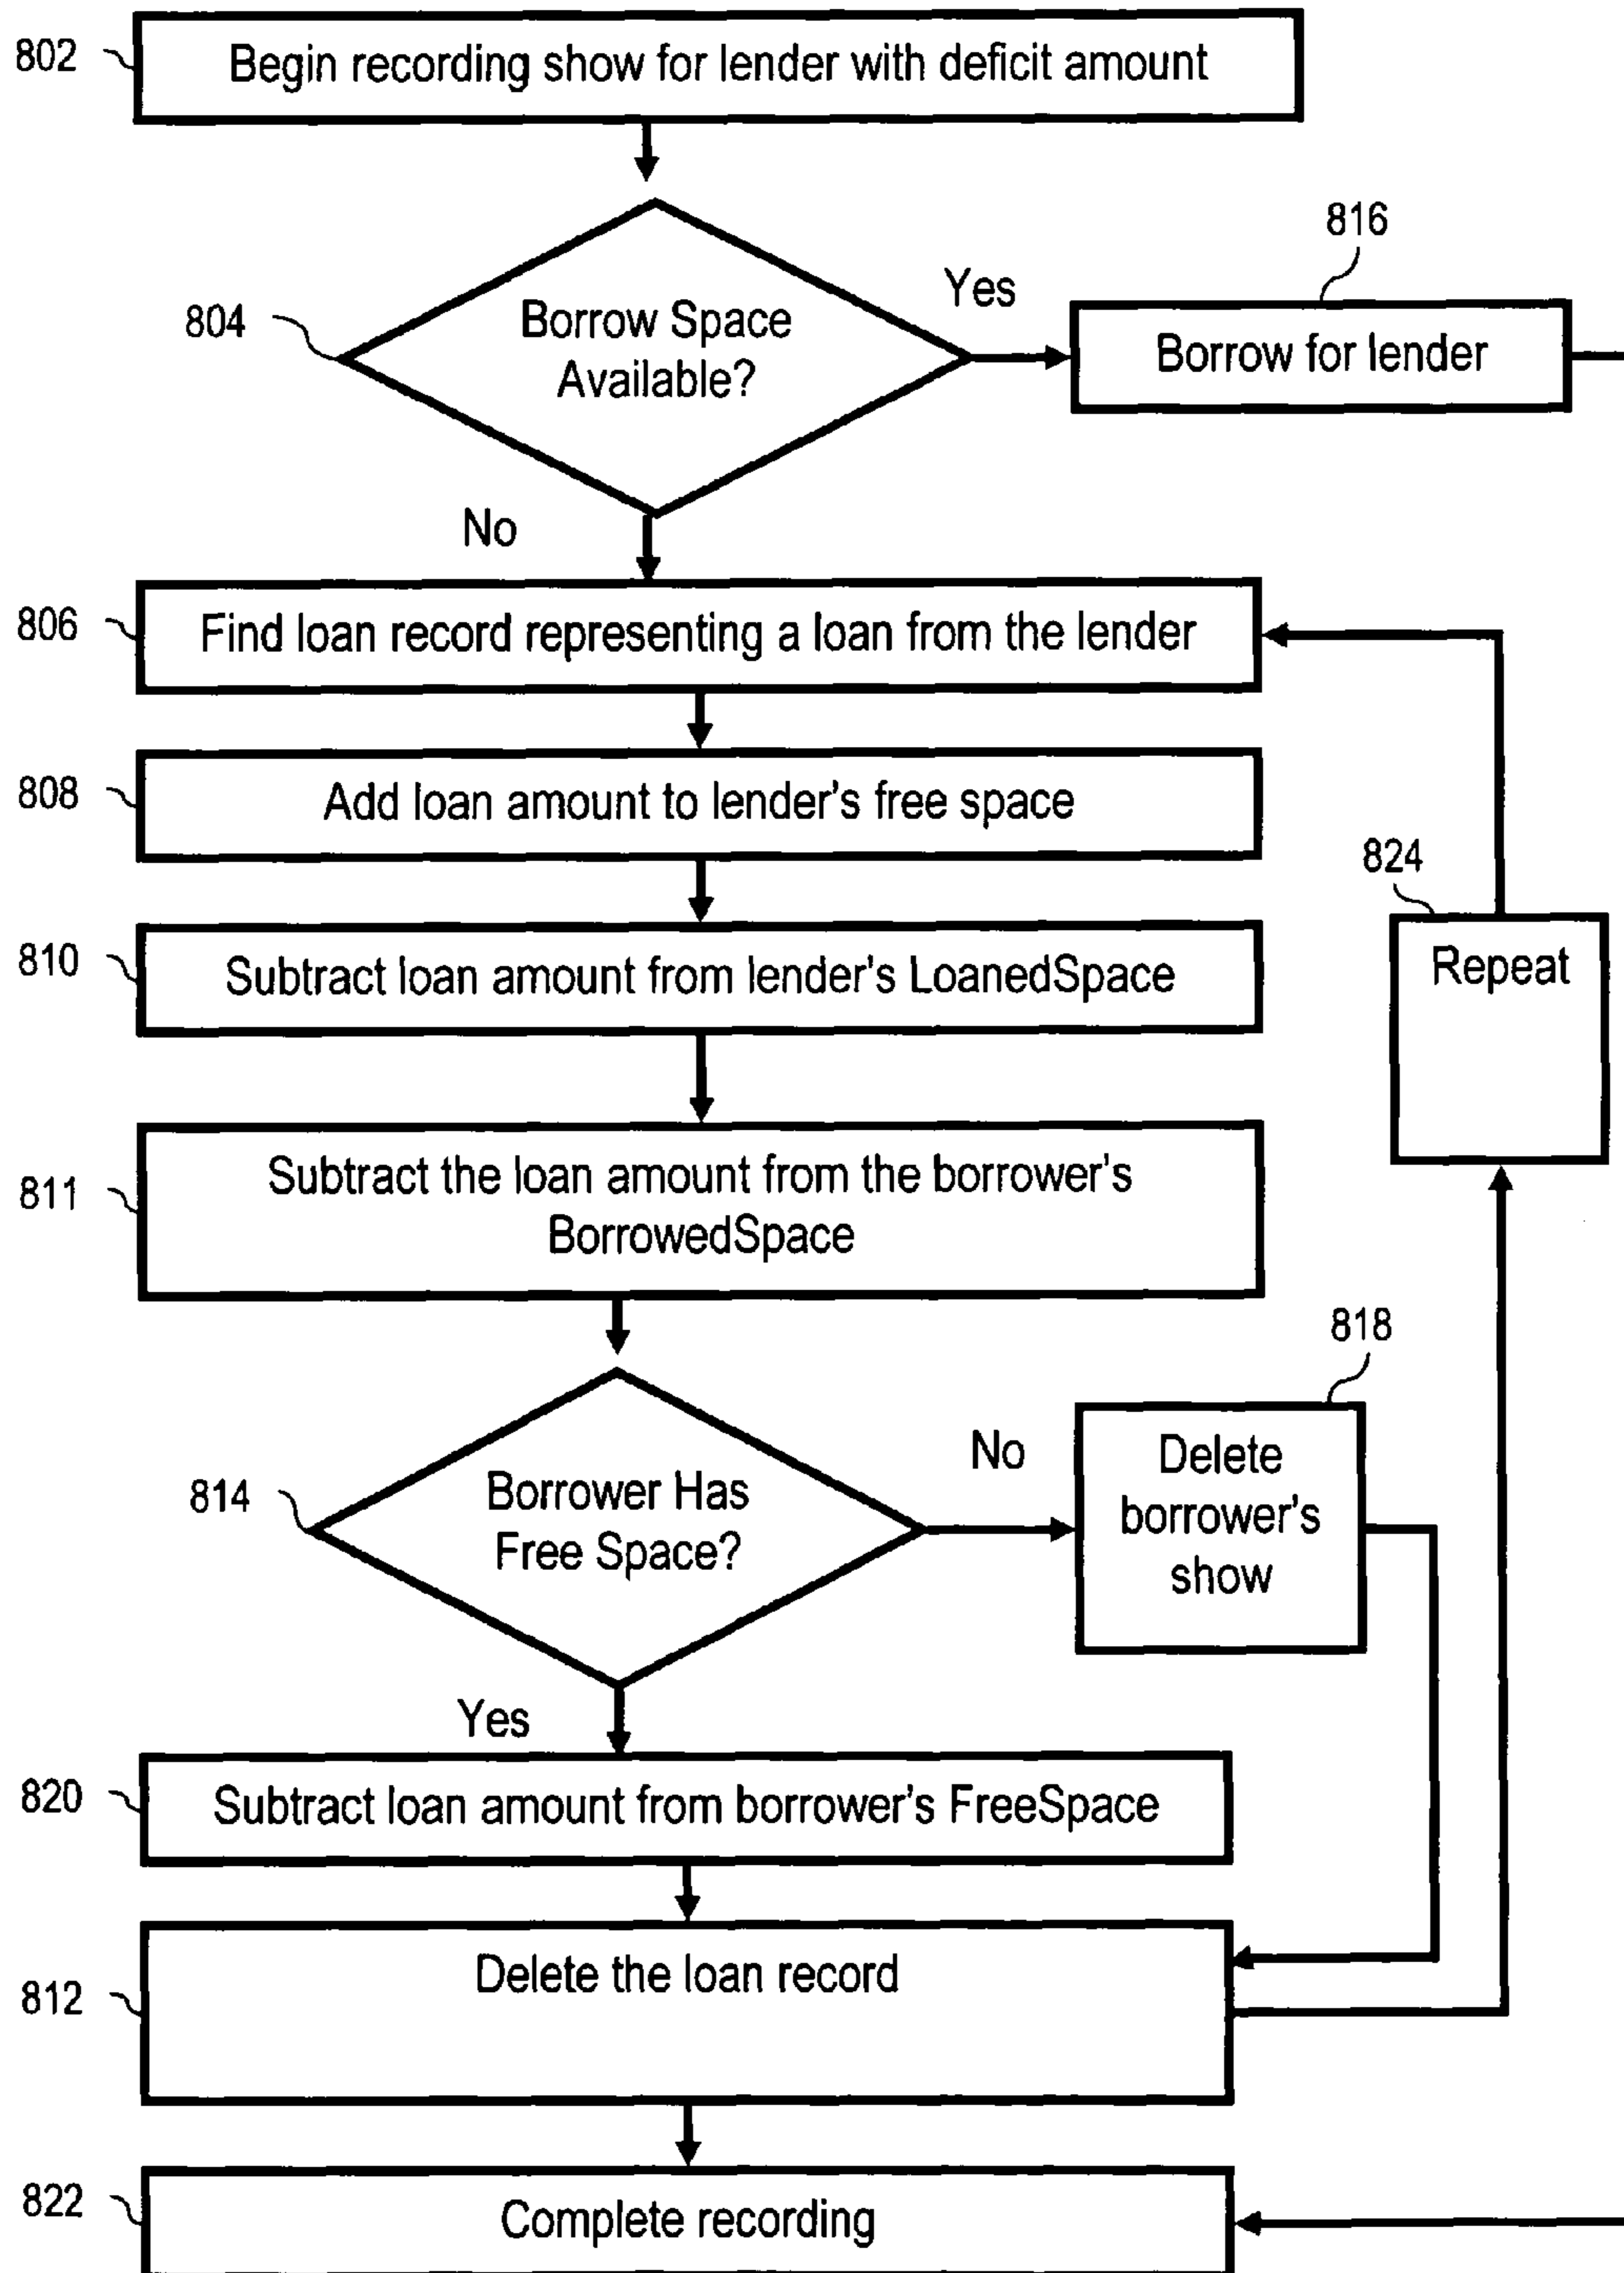 802
Begin recording show for lender with deficit amount
816
Yes
804
Borrow Space
Available?
Borrow for lender
No
806
Find loan record representing a loan from the lender
808
Add loan amount to lender's free space
824
810
Subtract loan amount from lender's LoanedSpace
Repeat
811
Subtract the loan amount from the borrower's
BorrowedSpace
818
814
Borrower Has
Free Space?
No
Delete
borrower's
show
Yes
820
Subtract loan amount from borrower's FreeSpace
812
Delete the loan record
822
Complete recording